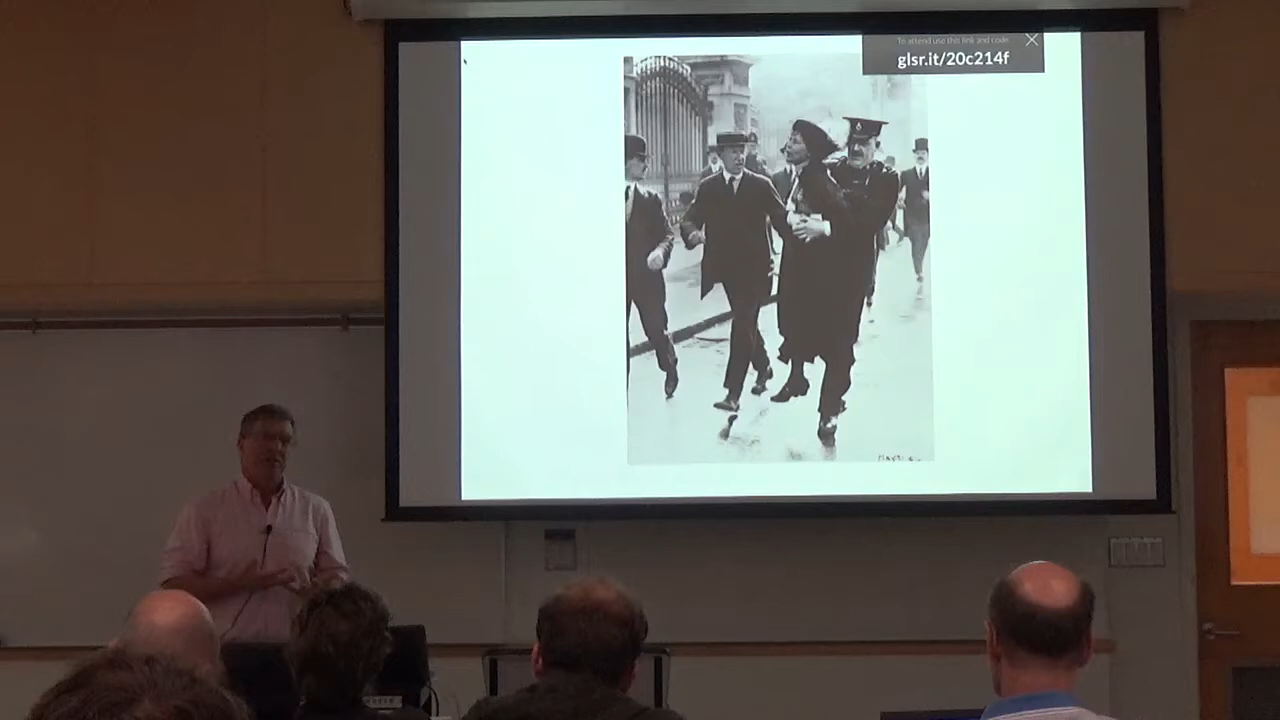 To attend use this link and code
glsr.it/20c214f